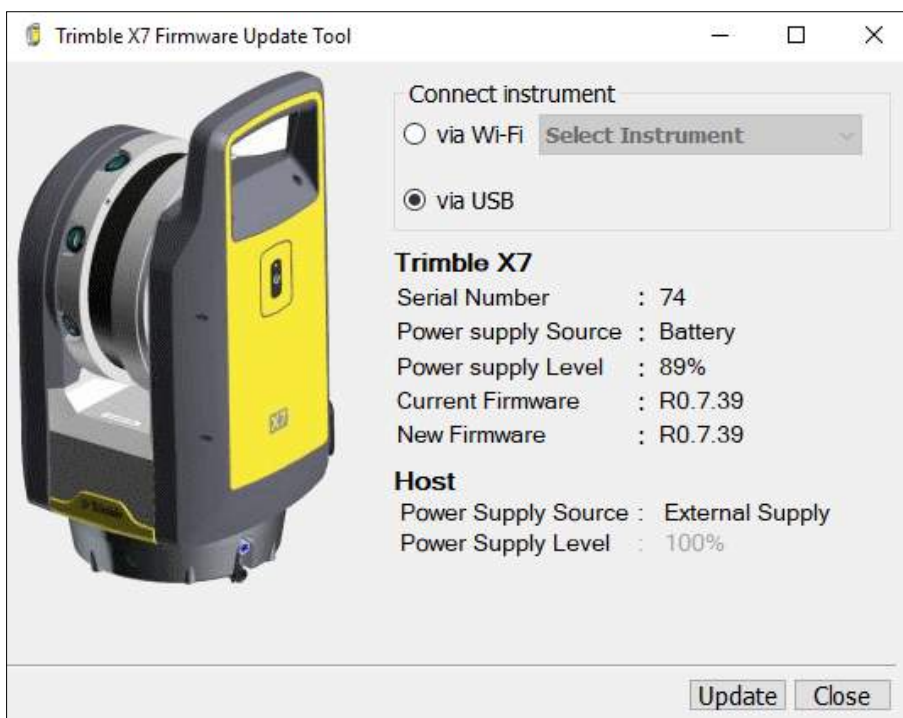 Trimble X7 Firmware Update Tool
Connect instrument
via Wi-Fi Select Instrument
via USB
Trimble X7
Serial Number : 74
Power supply Source : Battery
Power supply Level : 89%
Current Firmware : R0.7.39
New Firmware : R0.7.39
Host
Power Supply Source : External Supply
Power Supply Level : 100%
X7
Trimble
Update Close